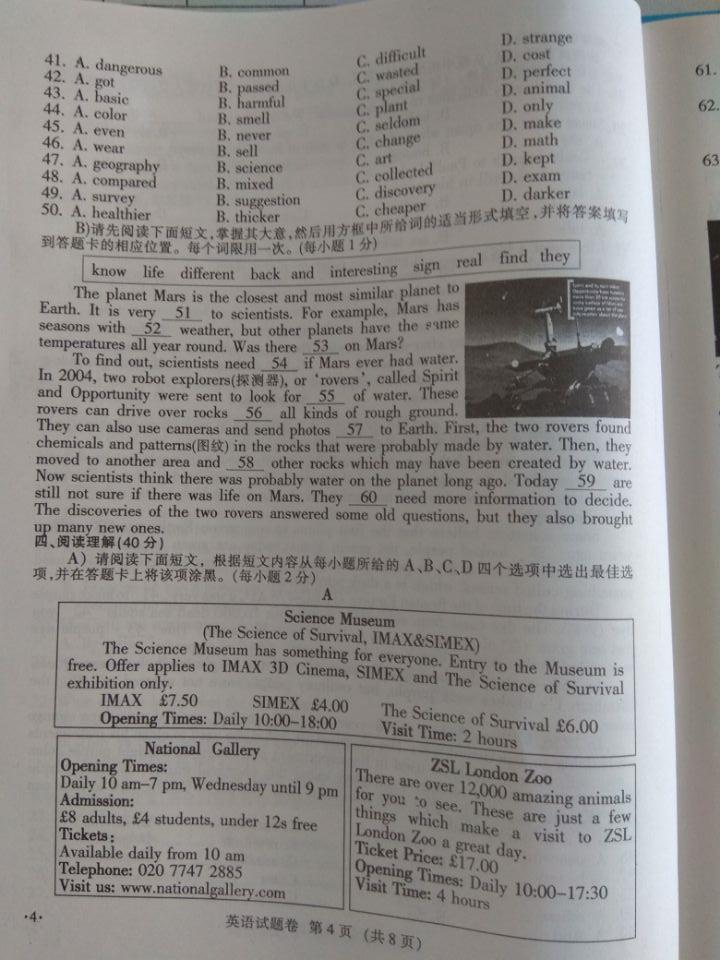 41. A. dangerous B. common C. difficult D. strange
42. A. got B. passed C. wasted D. cost
43. A. basic B. harmful C. special D. perfect
44. A. color B. smell C. plant D. animal
45. A. even B. never C. seldom D. only
46. A. wear B. sell C. change D. make
47. A. geography B. science C. art D. math
48. A. compared B. mixed C. collected D. kept
49. A. survey B. suggestion C. discovery D. exam
50. A. healthier B. thicker C. cheaper D. darker
B)请先阅读下面短文,掌握其大意,然后用方框中所给词的适当形式填空,并将答案填写
到答题卡的相应位置。每个词限用一次。(每小题1分)
know life different back and interesting sign real find they
The planet Mars is the closest and most similar planet to
Earth. It is very 51 to scientists. For example, Mars has
seasons with 52 weather, but other planets have the same
temperatures all year round. Was there 53 on Mars?
To find out, scientists need 54 if Mars ever had water.
In 2004, two robot explorers(探测器), or 'rovers', called Spirit
and Opportunity were sent to look for 55 of water. These
rovers can drive over rocks 56 all kinds of rough ground.
They can also use cameras and send photos 57 to Earth. First, the two rovers found
chemicals and patterns(图纹) in the rocks that were probably made by water. Then, they
moved to another area and 58 other rocks which may have been created by water.
Now scientists think there was probably water on the planet long ago. Today 59 are
still not sure if there was life on Mars. They 60 need more information to decide.
The discoveries of the two rovers answered some old questions, but they also brought
up many new ones.
四、阅读理解(40分)
A) 请阅读下面短文，根据短文内容从每小题所给的 A、B、C、D 四个选项中选出最佳选
项,并在答题卡上将该项涂黑。(每小题2分)
A
Science Museum
(The Science of Survival, IMAX&SIMEX)
The Science Museum has something for everyone. Entry to the Museum is
free. Offer applies to IMAX 3D Cinema, SIMEX and The Science of Survival
exhibition only.
IMAX £7.50 SIMEX £4.00 The Science of Survival £6.00
Opening Times: Daily 10:00–18:00 Visit Time: 2 hours
National Gallery
Opening Times:
Daily 10 am–7 pm, Wednesday until 9 pm
Admission:
£8 adults, £4 students, under 12s free
Tickets:
Available daily from 10 am
Telephone: 020 7747 2885
Visit us: www.nationalgallery.com
ZSL London Zoo
There are over 12,000 amazing animals
for you to see. These are just a few
things which make a visit to ZSL
London Zoo a great day.
Ticket Price: £17.00
Opening Times: Daily 10:00–17:30
Visit Time: 4 hours
·4· 英语试题卷 第4页 (共8页)
61.
62.
63